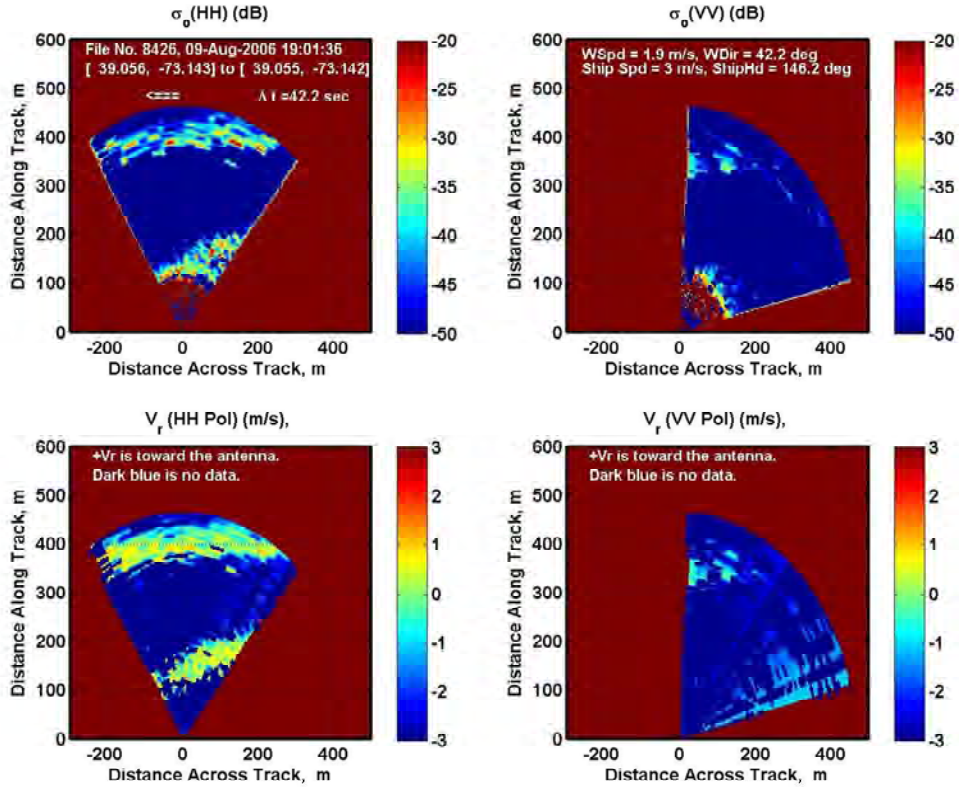 σo(HH) (dB)
σo(VV) (dB)
600
500
400
300
200
100
0
Distance Along Track, m
File No. 8426, 09-Aug-2006 19:01:36
[ 39.056, -73.143] to [ 39.055, -73.142]
<===
Δ t =42.2 sec
-200 0 200 400
Distance Across Track, m
-20
-25
-30
-35
-40
-45
-50
600
500
400
300
200
100
0
Distance Along Track, m
WSpd = 1.9 m/s, WDir = 42.2 deg
Ship Spd = 3 m/s, ShipHd = 146.2 deg
0 200 400
Distance Across Track, m
-20
-25
-30
-35
-40
-45
-50
Vr (HH Pol) (m/s),
Vr (VV Pol) (m/s),
600
500
400
300
200
100
0
Distance Along Track, m
+Vr is toward the antenna.
Dark blue is no data.
-200 0 200 400
Distance Across Track, m
3
2
1
0
-1
-2
-3
600
500
400
300
200
100
0
Distance Along Track, m
+Vr is toward the antenna.
Dark blue is no data.
0 200 400
Distance Across Track, m
3
2
1
0
-1
-2
-3